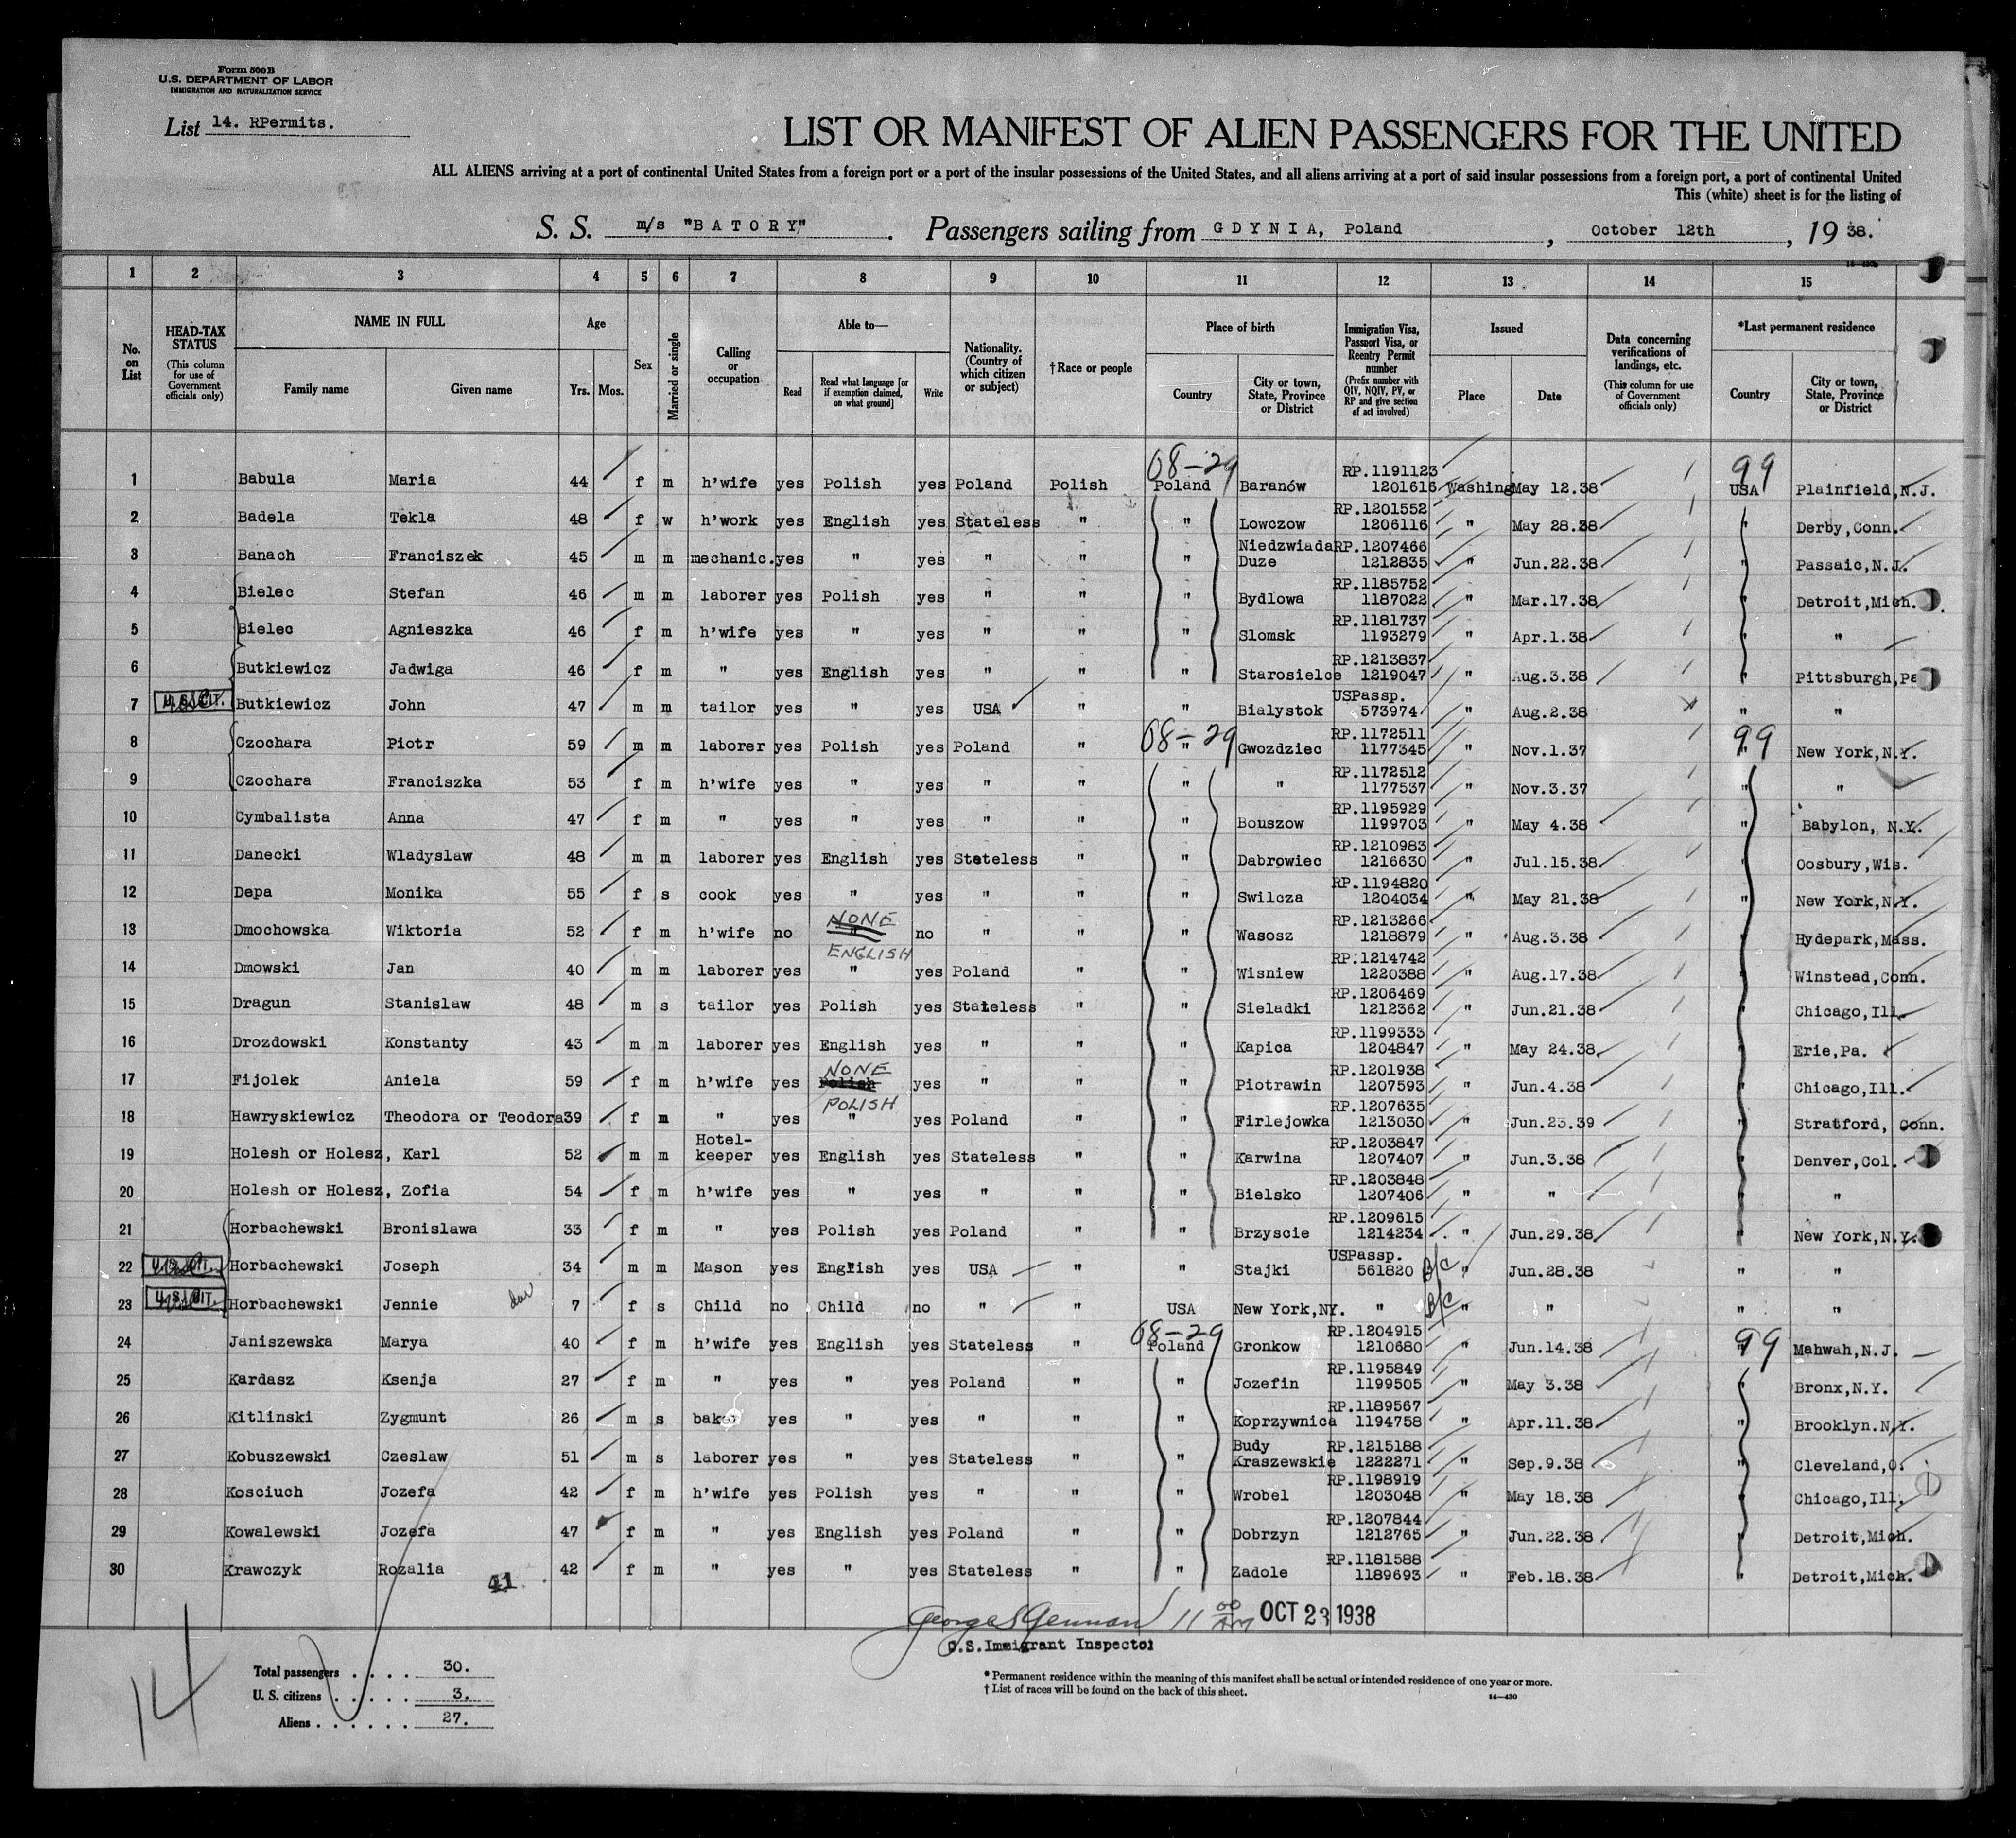 Form 500 B
U.S. DEPARTMENT OF LABOR
IMMIGRATION AND NATURALIZATION SERVICE
List 14. RPermits.
LIST OR MANIFEST OF ALIEN PASSENGERS FOR THE UNITED
ALL ALIENS arriving at a port of continental United States from a foreign port or a port of the insular possessions of the United States, and all aliens arriving at a port of said insular possessions from a foreign port, a port of continental United
This (white) sheet is for the listing of
S. S. m/s "BATORY" . Passengers sailing from GDYNIA, Poland , October 12th , 19 38.
1 2 3 4 5 6 7 8 9 10 11 12 13 14 15
No. on List
HEAD-TAX STATUS
(This column for use of Government officials only)
NAME IN FULL
Family name Given name
Age
Yrs. Mos.
Sex
Married or single
Calling or occupation
Able to—
Read
Read what language [or if exemption claimed, on what ground]
Write
Nationality. (Country of which citizen or subject)
†Race or people
Place of birth
Country
City or town, State, Province or District
Immigration Visa, Passport Visa, or Reentry Permit number
(Prefix number with QIV, NQIV, PV, or RP and give section of act involved)
Issued
Place Date
Data concerning verifications of landings, etc.
(This column for use of Government officials only)
*Last permanent residence
Country
City or town, State, Province or District
68-29 99
1 Babula Maria 44 f m h'wife yes Polish yes Poland Polish Poland Baranów RP.1191123 1201616 Washing May 12.38 USA Plainfield,N.J.
2 Badela Tekla 48 f w h'work yes English yes Stateless " " Lowczow RP.1201552 1206116 " May 28.38 " Derby,Conn.
3 Banach Franciszek 45 m m mechanic. yes " yes " " " Niedzwiada Duze RP.1207466 1212835 " Jun.22.38 " Passaic,N.J.
4 Bielec Stefan 46 m m laborer yes Polish yes " " " Bydlowa RP.1185752 1187022 " Mar.17.38 " Detroit,Mich.
5 Bielec Agnieszka 46 f m h'wife yes " yes " " " Slomsk RP.1181737 1193279 " Apr.1.38 " "
6 Butkiewicz Jadwiga 46 f m " yes English yes " " " Starosielce RP.1213837 1219047 " Aug.3.38 " Pittsburgh,Pa
7 U.S.CIT. Butkiewicz John 47 m m tailor yes " yes USA " " Bialystok USPassp. 573974 " Aug.2.38 " "
68-29 99
8 Czochara Piotr 59 m m laborer yes Polish yes Poland " " Gwozdziec RP.1172511 1177345 " Nov.1.37 " New York,N.Y.
9 Czochara Franciszka 53 f m h'wife yes " yes " " " " RP.1172512 1177537 " Nov.3.37 " "
10 Cymbalista Anna 47 f m " yes " yes " " " Bouszow RP.1195929 1199703 " May 4.38 " Babylon, N.Y.
11 Danecki Wladyslaw 48 m m laborer yes English yes Stateless " " Dabrowiec RP.1210983 1216630 " Jul.15.38 " Oosbury,Wis.
12 Depa Monika 55 f s cook yes " yes " " " Swilcza RP.1194820 1204034 " May 21.38 " New York,N.Y.
13 Dmochowska Wiktoria 52 f m h'wife no NONE no " " " Wasosz RP.1213266 1218879 " Aug.3.38 " Hydepark,Mass.
ENGLISH
14 Dmowski Jan 40 m m laborer yes " yes Poland " " Wisniew RP.1214742 1220388 " Aug.17.38 " Winstead,Conn.
15 Dragun Stanislaw 48 m s tailor yes Polish yes Stateless " " Sieladki RP.1206469 1212362 " Jun.21.38 " Chicago,Ill.
16 Drozdowski Konstanty 43 m m laborer yes English yes " " " Kapica RP.1199333 1204847 " May 24.38 " Erie,Pa.
NONE
17 Fijolek Aniela 59 f m h'wife yes Polish yes " " " Piotrawin RP.1201938 1207593 " Jun.4.38 " Chicago,Ill.
POLISH
18 Hawryskiewicz Theodora or Teodora 39 f m " yes " yes Poland " " Firlejowka RP.1207635 1213030 " Jun.23.39 " Stratford, Conn.
19 Holesh or Holesz, Karl 52 m m Hotel-keeper yes English yes Stateless " " Karwina RP.1203847 1207407 " Jun.3.38 " Denver,Col.
20 Holesh or Holesz, Zofia 54 f m h'wife yes " yes " " " Bielsko RP.1203848 1207406 " " " "
21 Horbachewski Bronislawa 33 f m " yes Polish yes Poland " " Brzyscie RP.1209615 1214234 " Jun.29.38 " New York,N.Y.
22 U.S.CIT. Horbachewski Joseph 34 m m Mason yes English yes USA " " Stajki USPassp. 561820 B/C " Jun.28.38 " "
23 U.S.CIT. Horbachewski Jennie dau 7 f s Child no Child no " " USA New York,NY. " B/C " " " "
68-29 99
24 Janiszewska Marya 40 f m h'wife yes English yes Stateless " Poland Gronkow RP.1204915 1210680 " Jun.14.38 " Mahwah,N.J.
25 Kardasz Ksenja 27 f m " yes " yes Poland " " Jozefin RP.1195849 1199505 " May 3.38 " Bronx,N.Y.
26 Kitlinski Zygmunt 26 m s baker yes " yes " " " Koprzywnica RP.1189567 1194758 " Apr.11.38 " Brooklyn.N.Y.
27 Kobuszewski Czeslaw 51 m s laborer yes " yes Stateless " " Budy Kraszewskie RP.1215188 1222271 " Sep.9.38 " Cleveland,O.
28 Kosciuch Jozefa 42 f m h'wife yes Polish yes " " " Wrobel RP.1198919 1203048 " May 18.38 " Chicago,Ill.
29 Kowalewski Jozefa 47 f m " yes English yes Poland " " Dobrzyn RP.1207844 1212765 " Jun.22.38 " Detroit,Mich.
30 Krawczyk Rozalia 42 f m " yes " yes Stateless " " Zadole RP.1181588 1189693 " Feb.18.38 " Detroit,Mich.
41
11 00 AM OCT 23 1938
U.S.Immigrant Inspector
14
Total passengers . . . . 30.
U. S. citizens . . . . . 3.
Aliens . . . . . . 27.
* Permanent residence within the meaning of this manifest shall be actual or intended residence of one year or more.
† List of races will be found on the back of this sheet.
14—430